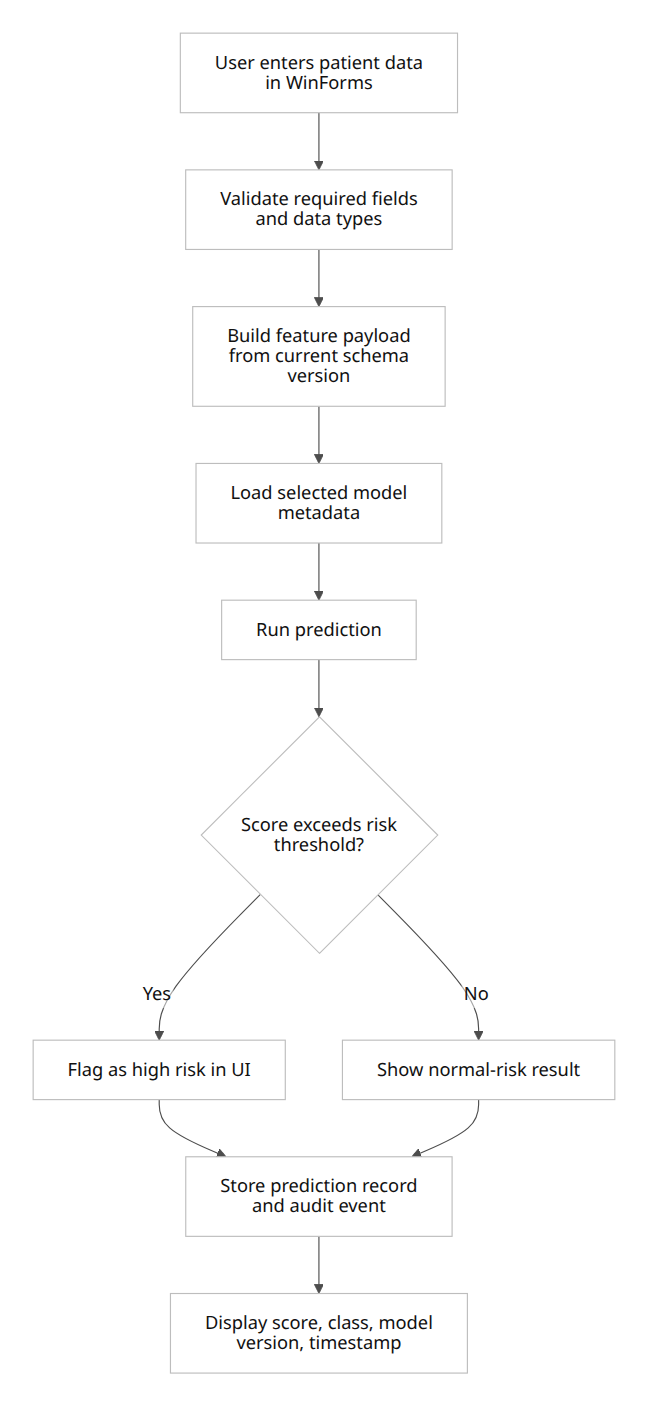 User enters patient data
in WinForms
Validate required fields
and data types
Build feature payload
from current schema
version
Load selected model
metadata
Run prediction
Score exceeds risk
threshold?
Yes
No
Flag as high risk in UI
Show normal-risk result
Store prediction record
and audit event
Display score, class, model
version, timestamp